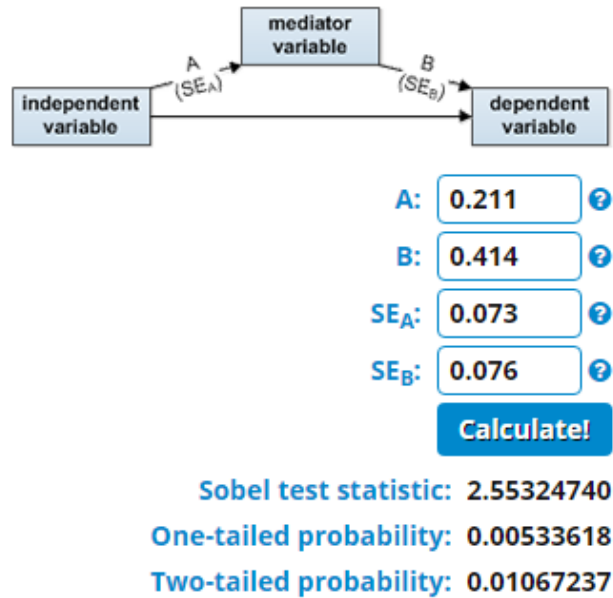 mediator
variable
A
(SEA)
B
(SEB)
independent
variable
dependent
variable
A: 0.211 ?
B: 0.414 ?
SEA: 0.073 ?
SEB: 0.076 ?
Calculate!
Sobel test statistic: 2.55324740
One-tailed probability: 0.00533618
Two-tailed probability: 0.01067237